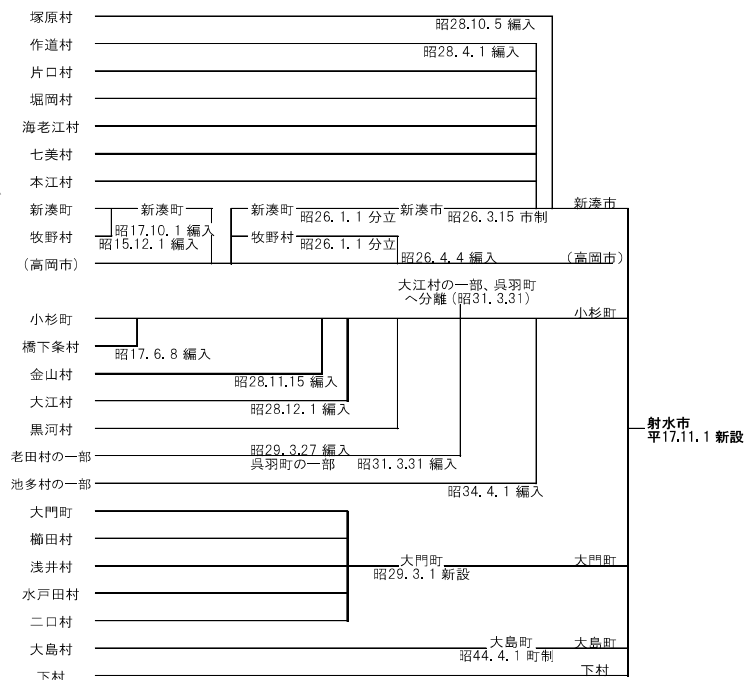 塚原村
昭28.10.5 編入
作道村
昭28.4.1 編入
片口村
堀岡村
海老江村
七美村
本江村
新湊町
新湊町
新湊町
昭26.1.1 分立
新湊市
昭26.3.15 市制
新湊市
昭17.10.1 編入
牧野村
昭15.12.1 編入
牧野村
昭26.1.1 分立
(高岡市)
昭26.4.4 編入
(高岡市)
大江村の一部、呉羽町
へ分離(昭31.3.31)
小杉町
小杉町
橋下条村
昭17.6.8 編入
金山村
昭28.11.15 編入
大江村
昭28.12.1 編入
黒河村
射水市
平17.11.1 新設
老田村の一部
昭29.3.27 編入
呉羽町の一部
昭31.3.31 編入
池多村の一部
昭34.4.1 編入
大門町
櫛田村
浅井村
大門町
昭29.3.1 新設
大門町
水戸田村
二口村
大島村
大島町
昭44.4.1 町制
大島町
下村
下村